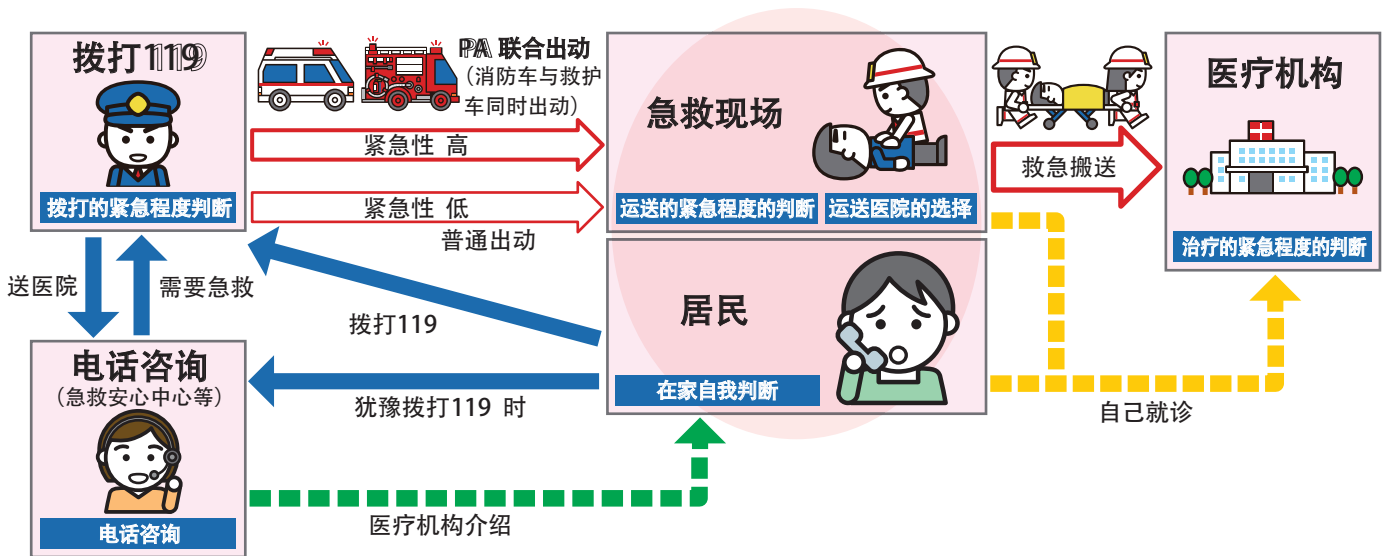 拨打119
PA 联合出动
（消防车与救护
车同时出动）
紧急性 高
紧急性 低
普通出动
拨打的紧急程度判断
急救现场
运送的紧急程度的判断
运送医院的选择
救急搬送
医疗机构
治疗的紧急程度的判断
送医院
需要急救
拨打119
犹豫拨打119 时
居民
在家自我判断
自己就诊
电话咨询
（急救安心中心等）
电话咨询
医疗机构介绍